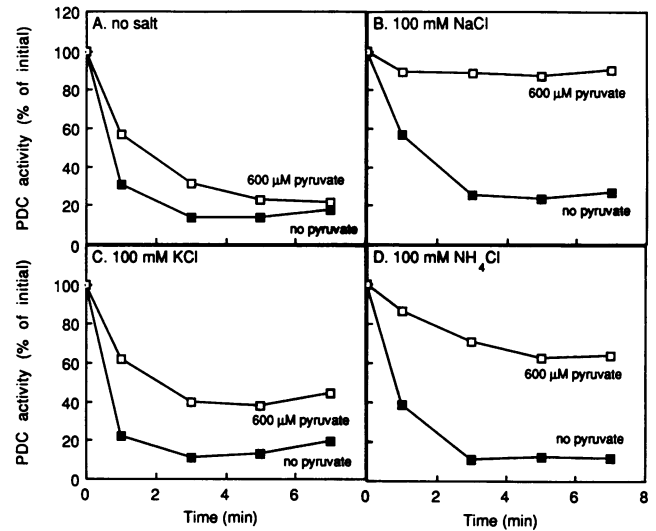 A. no salt
B. 100 mM NaCl
PDC activity (% of initial)
120
100
80
60
40
20
0
600 µM pyruvate
no pyruvate
600 µM pyruvate
no pyruvate
C. 100 mM KCl
D. 100 mM NH4Cl
PDC activity (% of initial)
100
80
60
40
20
0
600 µM pyruvate
no pyruvate
600 µM pyruvate
no pyruvate
0 2 4 6 0 2 4 6 8
Time (min) Time (min)